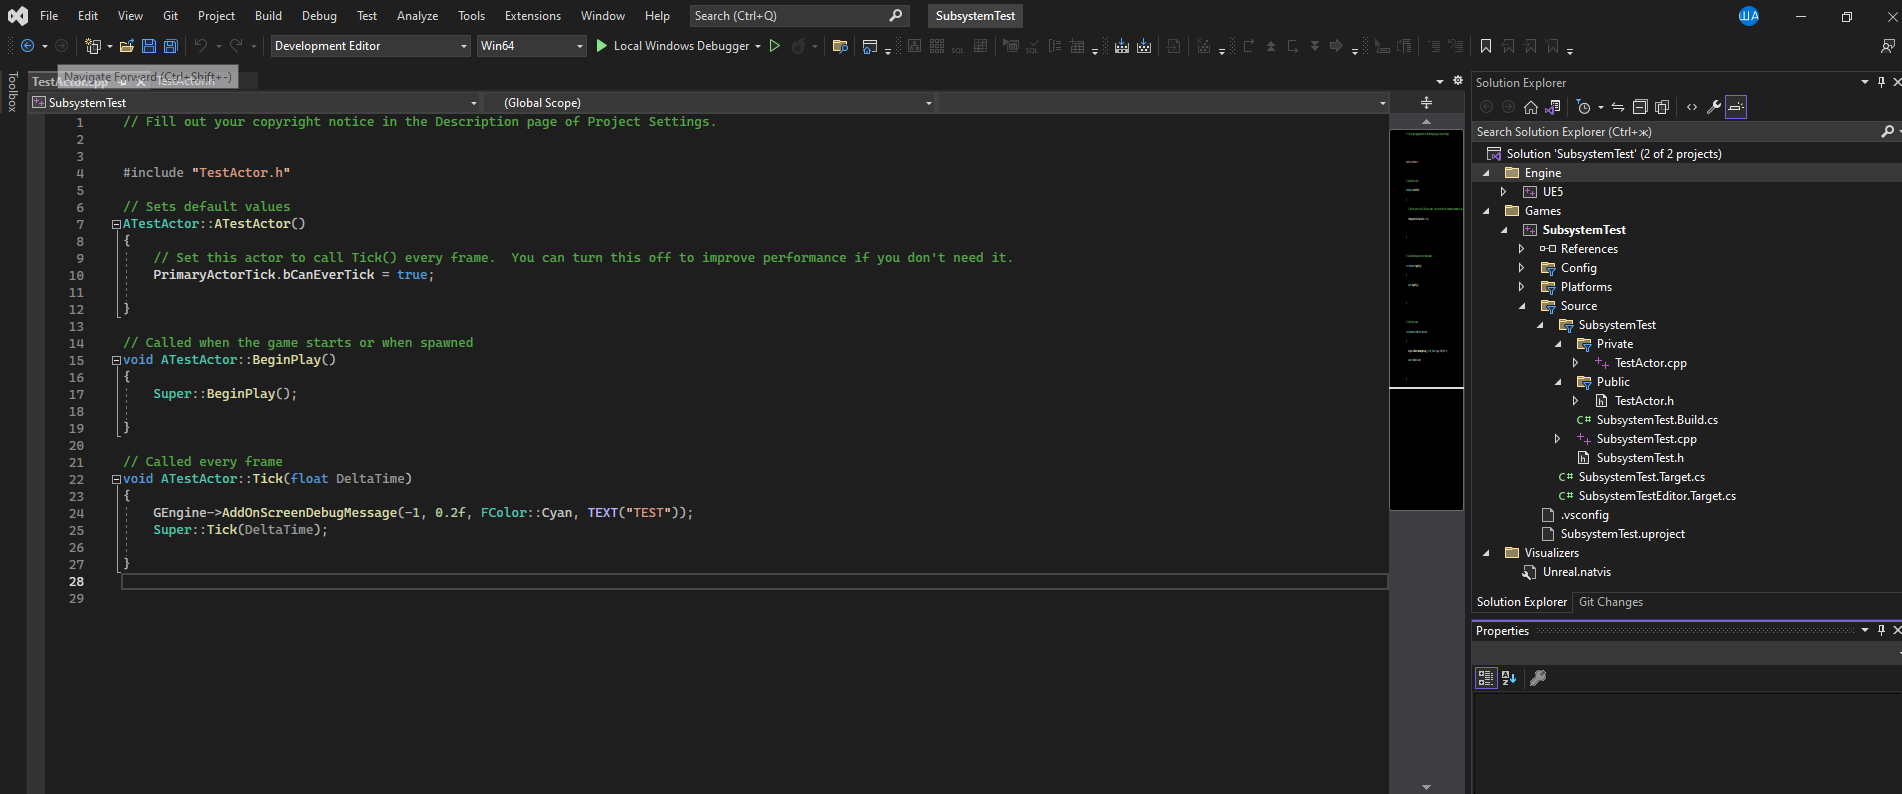 File Edit View Git Project Build Debug Test Analyze Tools Extensions Window Help Search (Ctrl+Q) SubsystemTest ША
Development Editor Win64 Local Windows Debugger
Toolbox
TestActor.cpp TestActor.h
Navigate Forward (Ctrl+Shift+-)
SubsystemTest (Global Scope)
1 // Fill out your copyright notice in the Description page of Project Settings.
2
3
4 #include "TestActor.h"
5
6 // Sets default values
7 ATestActor::ATestActor()
8 {
9 // Set this actor to call Tick() every frame.  You can turn this off to improve performance if you don't need it.
10 PrimaryActorTick.bCanEverTick = true;
11
12 }
13
14 // Called when the game starts or when spawned
15 void ATestActor::BeginPlay()
16 {
17 Super::BeginPlay();
18
19 }
20
21 // Called every frame
22 void ATestActor::Tick(float DeltaTime)
23 {
24 GEngine->AddOnScreenDebugMessage(-1, 0.2f, FColor::Cyan, TEXT("TEST"));
25 Super::Tick(DeltaTime);
26
27 }
28
29
Solution Explorer
Search Solution Explorer (Ctrl+ж)
Solution 'SubsystemTest' (2 of 2 projects)
Engine
UE5
Games
SubsystemTest
References
Config
Platforms
Source
SubsystemTest
Private
TestActor.cpp
Public
TestActor.h
C# SubsystemTest.Build.cs
SubsystemTest.cpp
SubsystemTest.h
C# SubsystemTest.Target.cs
C# SubsystemTestEditor.Target.cs
.vsconfig
SubsystemTest.uproject
Visualizers
Unreal.natvis
Solution Explorer Git Changes
Properties